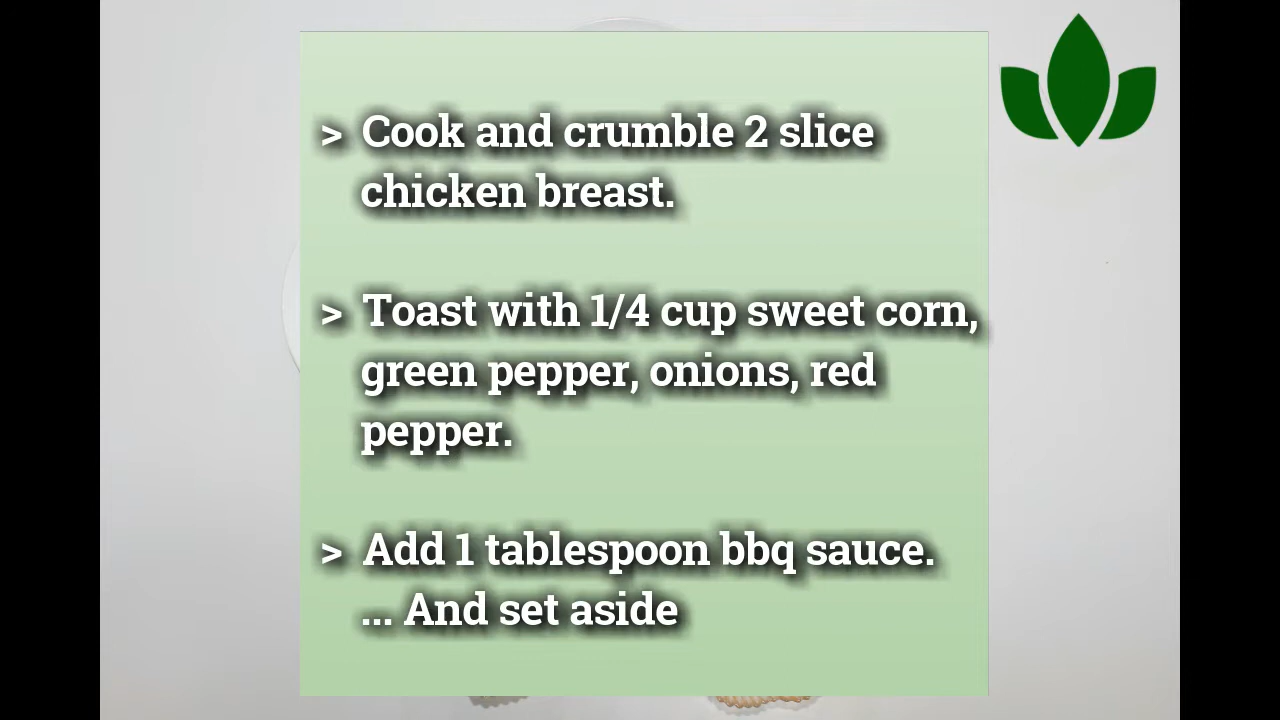 > Cook and crumble 2 slice
chicken breast.
> Toast with 1/4 cup sweet corn,
green pepper, onions, red
pepper.
> Add 1 tablespoon bbq sauce.
... And set aside